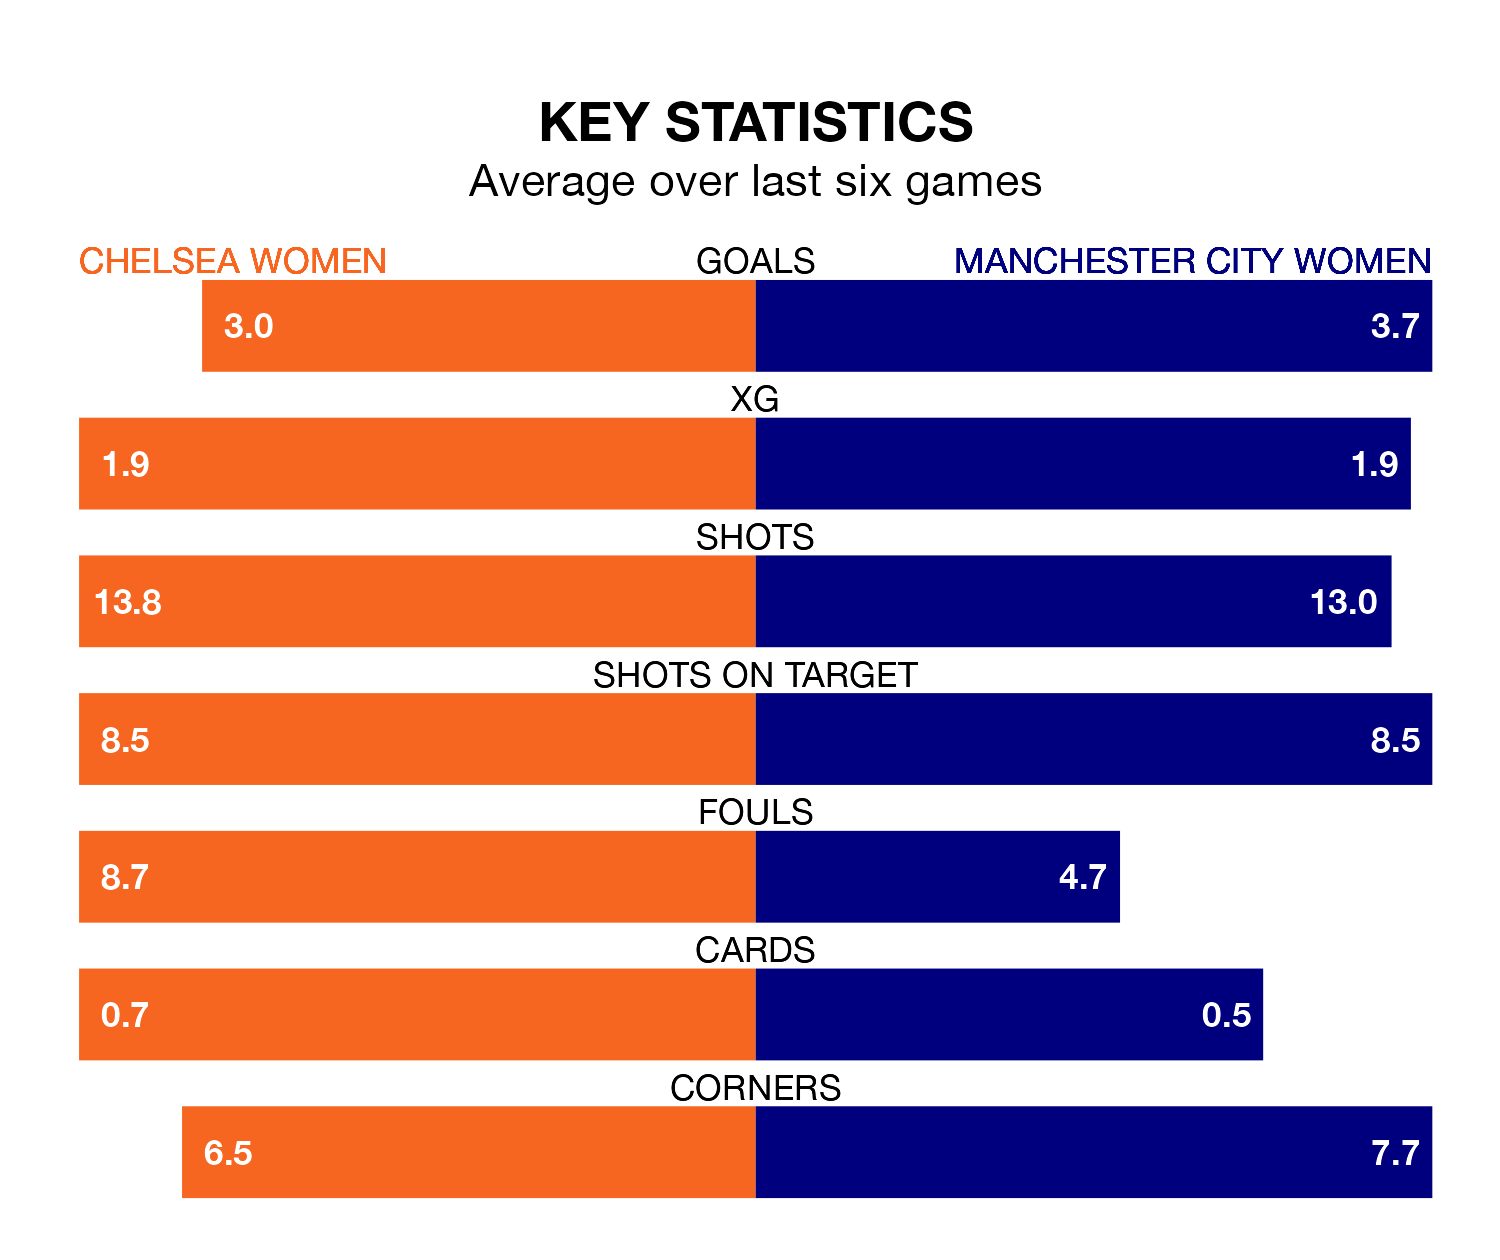 KEY STATISTICS
Average over last six games
CHELSEA WOMEN GOALS MANCHESTER CITY WOMEN
3.0 3.7
XG
1.9 1.9
SHOTS
13.8 13.0
SHOTS ON TARGET
8.5 8.5
FOULS
8.7 4.7
CARDS
0.7 0.5
CORNERS
6.5 7.7